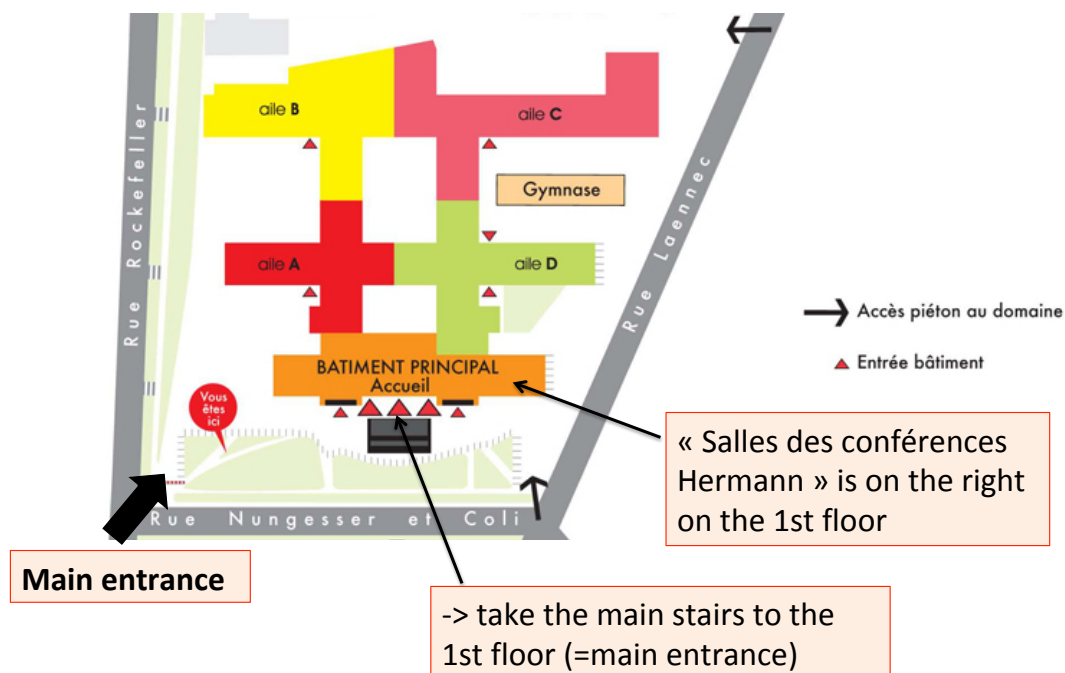 aile B
aile C
Gymnase
Rue Rockefeller
Rue Laennec
aile A
aile D
Accès piéton au domaine
Entrée bâtiment
BATIMENT PRINCIPAL
Accueil
Vous
êtes
ici
« Salles des conférences
Hermann » is on the right
on the 1st floor
Rue Nungesser et Coli
Main entrance
-> take the main stairs to the
1st floor (=main entrance)